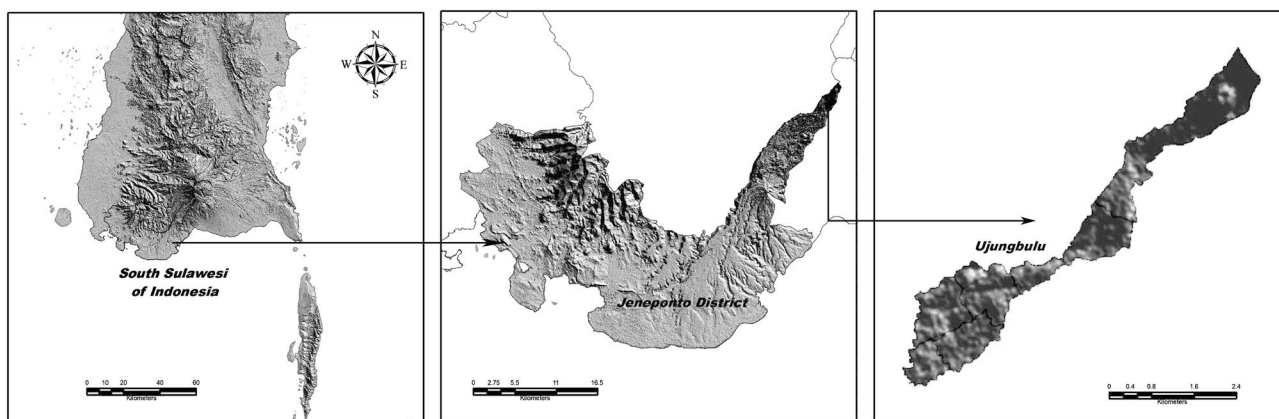 N
W E
S
South Sulawesi
of Indonesia
0 10 20 40 60
Kilometers
Jeneponto District
0 2.75 5.5 11 16.5
Kilometers
Ujungbulu
0 0.4 0.8 1.6 2.4
Kilometers